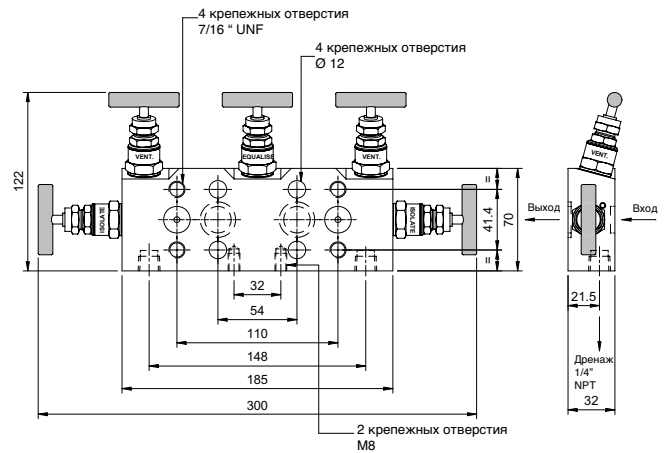 4 крепежных отверстия
7/16 “ UNF
4 крепежных отверстия
Ø 12
VENT.
EQUALISE
VENT.
VENT.
122
ISOLATE
ISOLATE
=
41.4
=
70
Выход
Вход
32
54
110
148
185
300
21.5
Дренаж
1/4”
NPT
32
2 крепежных отверстия
M8